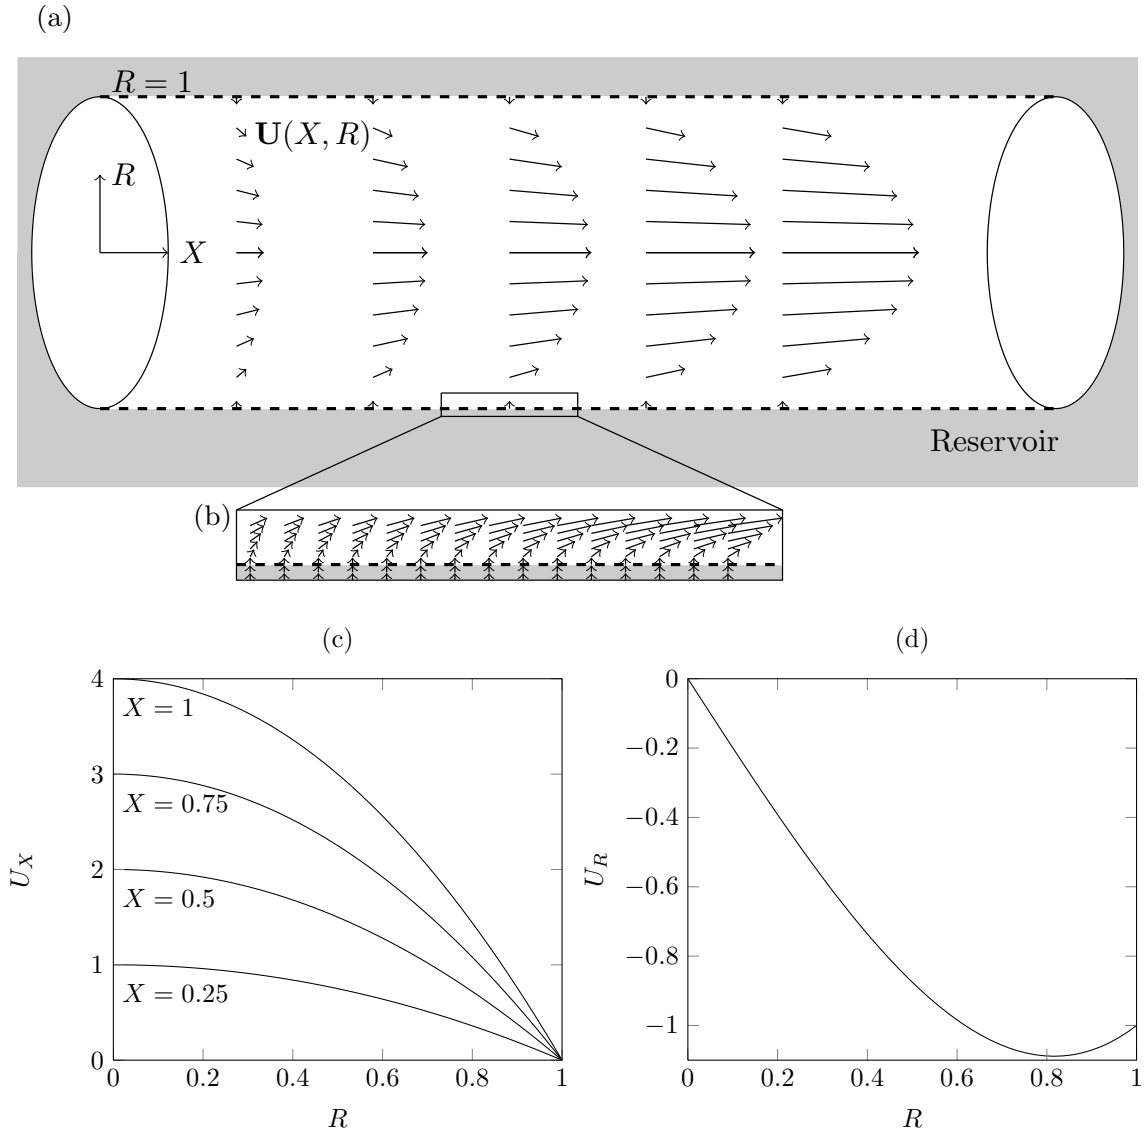 (a)
R = 1
U(X, R)
R
X
Reservoir
(b)
(c)
(d)
4
3
2
1
0
X = 1
X = 0.75
X = 0.5
X = 0.25
U_X
0 0.2 0.4 0.6 0.8 1
R
0
−0.2
−0.4
−0.6
−0.8
−1
U_R
0 0.2 0.4 0.6 0.8 1
R